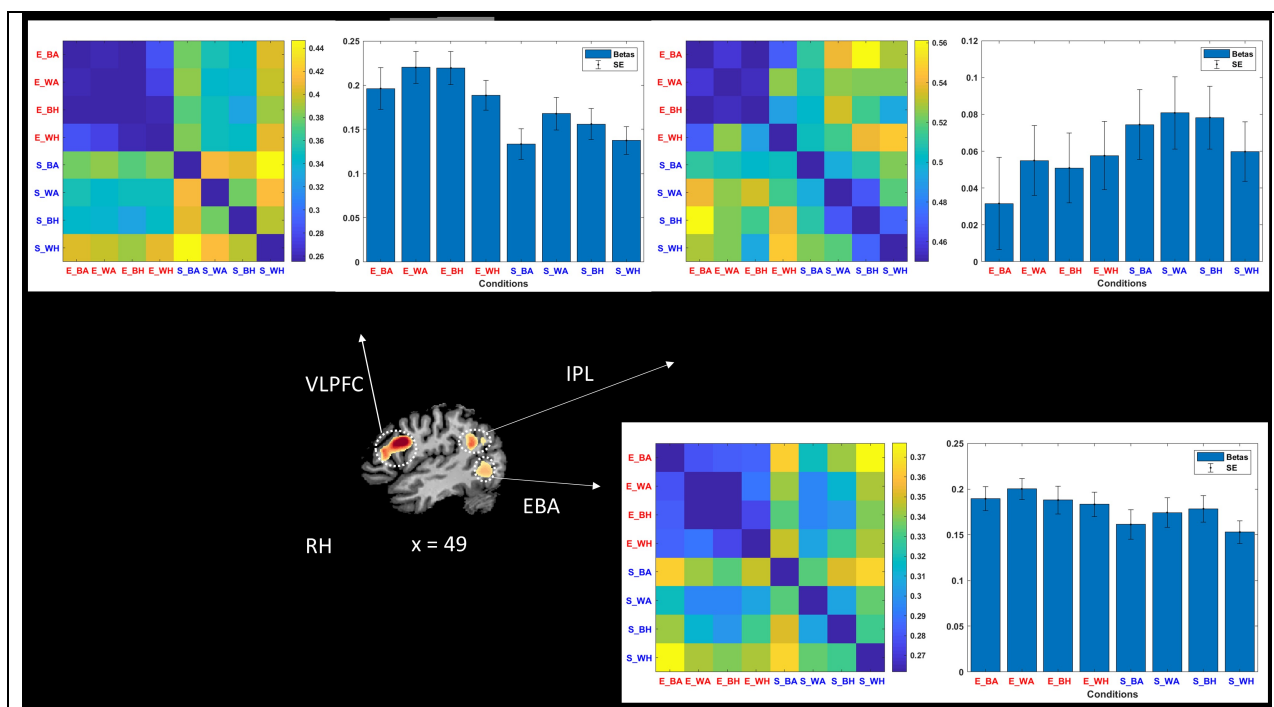 E_BA
E_WA
E_BH
E_WH
S_BA
S_WA
S_BH
S_WH
E_BA E_WA E_BH E_WH S_BA S_WA S_BH S_WH
0.44
0.42
0.4
0.38
0.36
0.34
0.32
0.3
0.28
0.26
0.25
0.2
0.15
0.1
0.05
0
Betas
SE
E_BA E_WA E_BH E_WH S_BA S_WA S_BH S_WH
Conditions
E_BA
E_WA
E_BH
E_WH
S_BA
S_WA
S_BH
S_WH
E_BA E_WA E_BH E_WH S_BA S_WA S_BH S_WH
0.56
0.54
0.52
0.5
0.48
0.46
0.12
0.1
0.08
0.06
0.04
0.02
0
Betas
SE
E_BA E_WA E_BH E_WH S_BA S_WA S_BH S_WH
Conditions
VLPFC
IPL
EBA
RH
x = 49
E_BA
E_WA
E_BH
E_WH
S_BA
S_WA
S_BH
S_WH
E_BA E_WA E_BH E_WH S_BA S_WA S_BH S_WH
0.37
0.36
0.35
0.34
0.33
0.32
0.31
0.3
0.29
0.28
0.27
0.25
0.2
0.15
0.1
0.05
0
Betas
SE
E_BA E_WA E_BH E_WH S_BA S_WA S_BH S_WH
Conditions